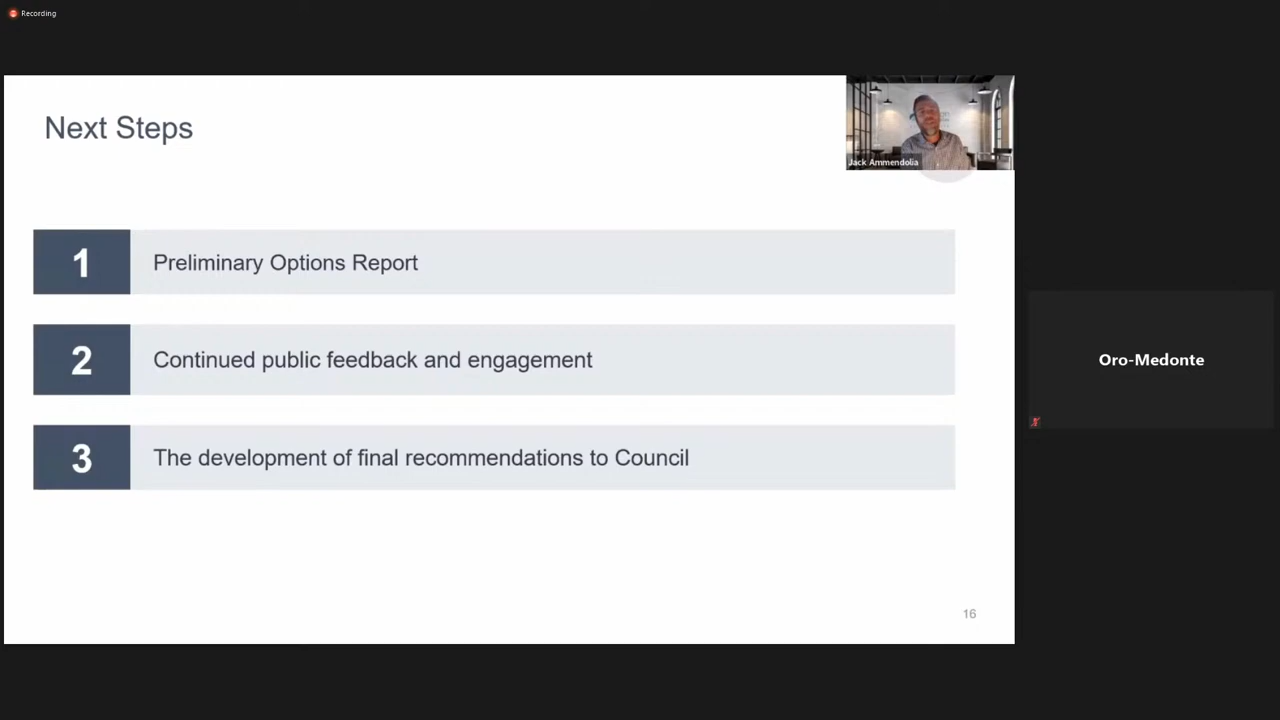 Recording
Next Steps
Jack Ammendolia
1 Preliminary Options Report
2 Continued public feedback and engagement
Oro-Medonte
3 The development of final recommendations to Council
16